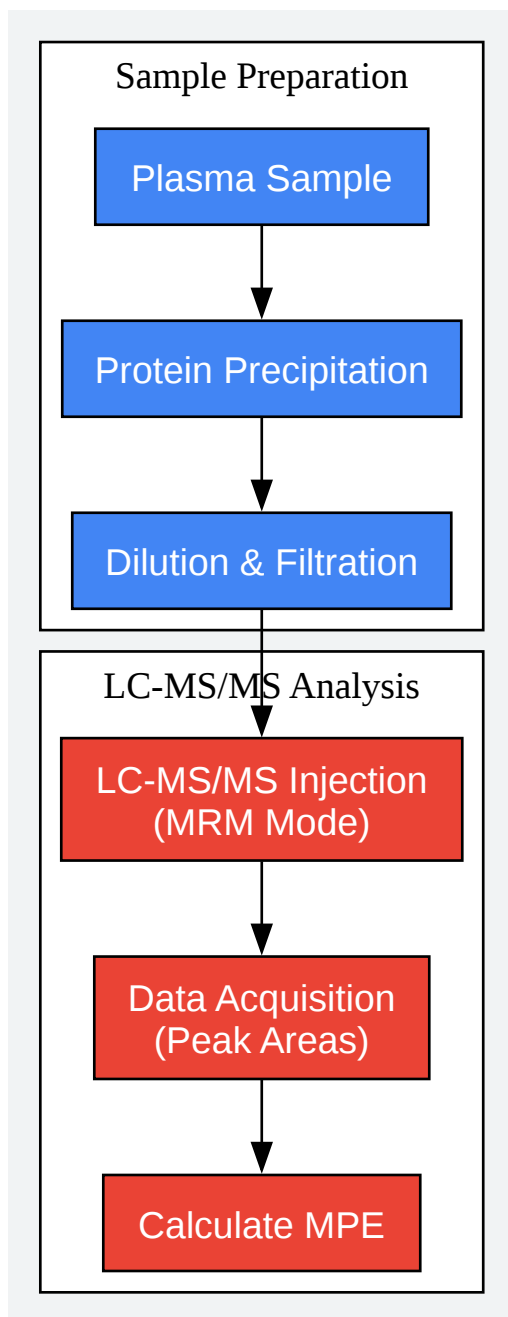 Sample Preparation
Plasma Sample
Protein Precipitation
Dilution & Filtration
LC-MS/MS Analysis
LC-MS/MS Injection
(MRM Mode)
Data Acquisition
(Peak Areas)
Calculate MPE